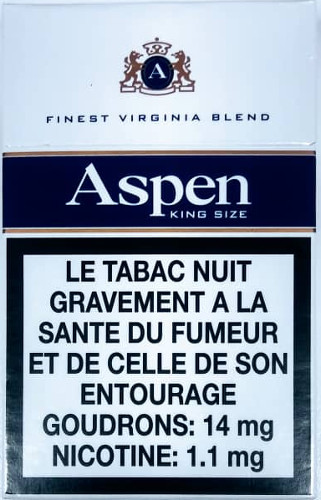 A
FINEST VIRGINIA BLEND
Aspen
KING SIZE
LE TABAC NUIT
GRAVEMENT A LA
SANTE DU FUMEUR
ET DE CELLE DE SON
ENTOURAGE
GOUDRONS: 14 mg
NICOTINE: 1.1 mg